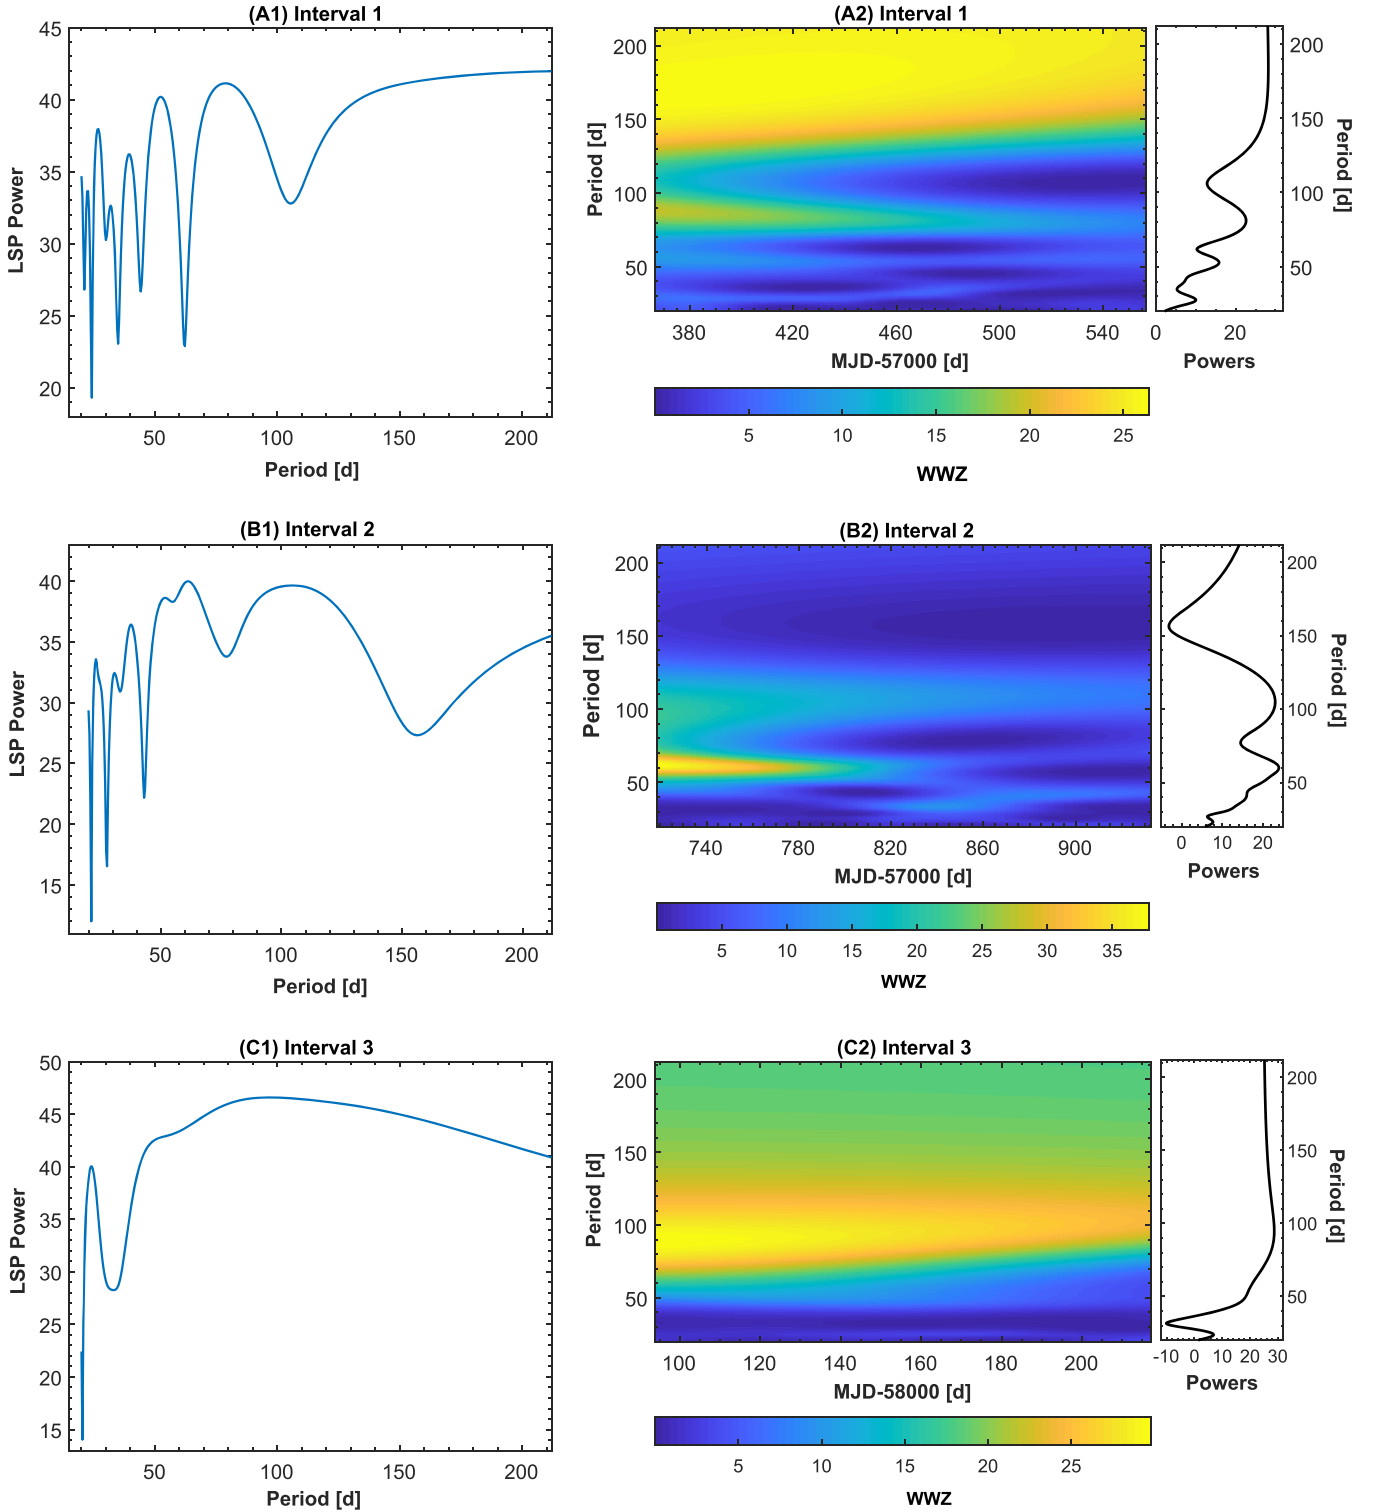 (A1) Interval 1
45
40
35
30
25
20
LSP Power
50 100 150 200
Period [d]
(A2) Interval 1
200
150
100
50
Period [d]
380 420 460 500 540
MJD-57000 [d]
200
150
100
50
Period [d]
0 20
Powers
5 10 15 20 25
WWZ
(B1) Interval 2
40
35
30
25
20
15
LSP Power
50 100 150 200
Period [d]
(B2) Interval 2
200
150
100
50
Period [d]
740 780 820 860 900
MJD-57000 [d]
200
150
100
50
Period [d]
0 10 20
Powers
5 10 15 20 25 30 35
WWZ
(C1) Interval 3
50
45
40
35
30
25
20
15
LSP Power
50 100 150 200
Period [d]
(C2) Interval 3
200
150
100
50
Period [d]
100 120 140 160 180 200
MJD-58000 [d]
200
150
100
50
Period [d]
-10 0 10 20 30
Powers
5 10 15 20 25
WWZ